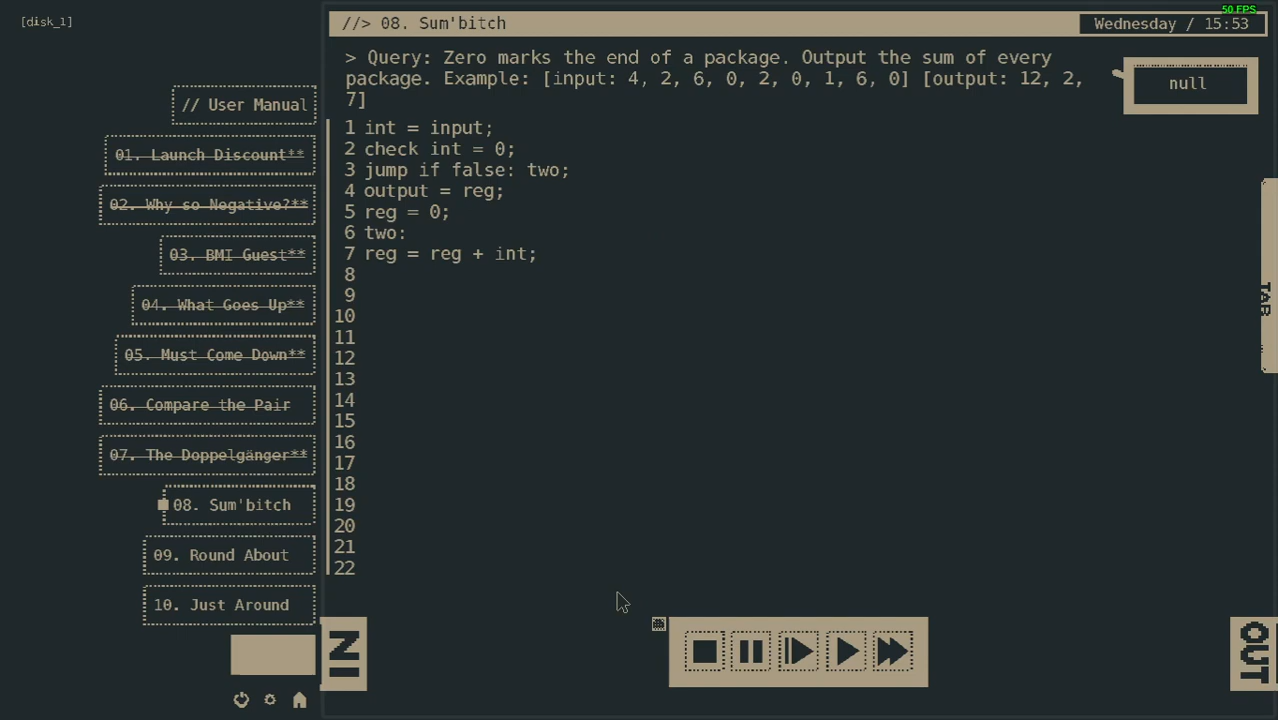 [disk_1]
50 FPS
//> 08. Sum'bitch
Wednesday / 15:53
> Query: Zero marks the end of a package. Output the sum of every
package. Example: [input: 4, 2, 6, 0, 2, 0, 1, 6, 0] [output: 12, 2,
7]
null
// User Manual
01. Launch Discount**
02. Why so Negative?**
03. BMI Guest**
04. What Goes Up**
05. Must Come Down**
06. Compare the Pair
07. The Doppelgänger**
08. Sum'bitch
09. Round About
10. Just Around
1 int = input;
2 check int = 0;
3 jump if false: two;
4 output = reg;
5 reg = 0;
6 two:
7 reg = reg + int;
8
9
10
11
12
13
14
15
16
17
18
19
20
21
22
TAB
IN
OUT